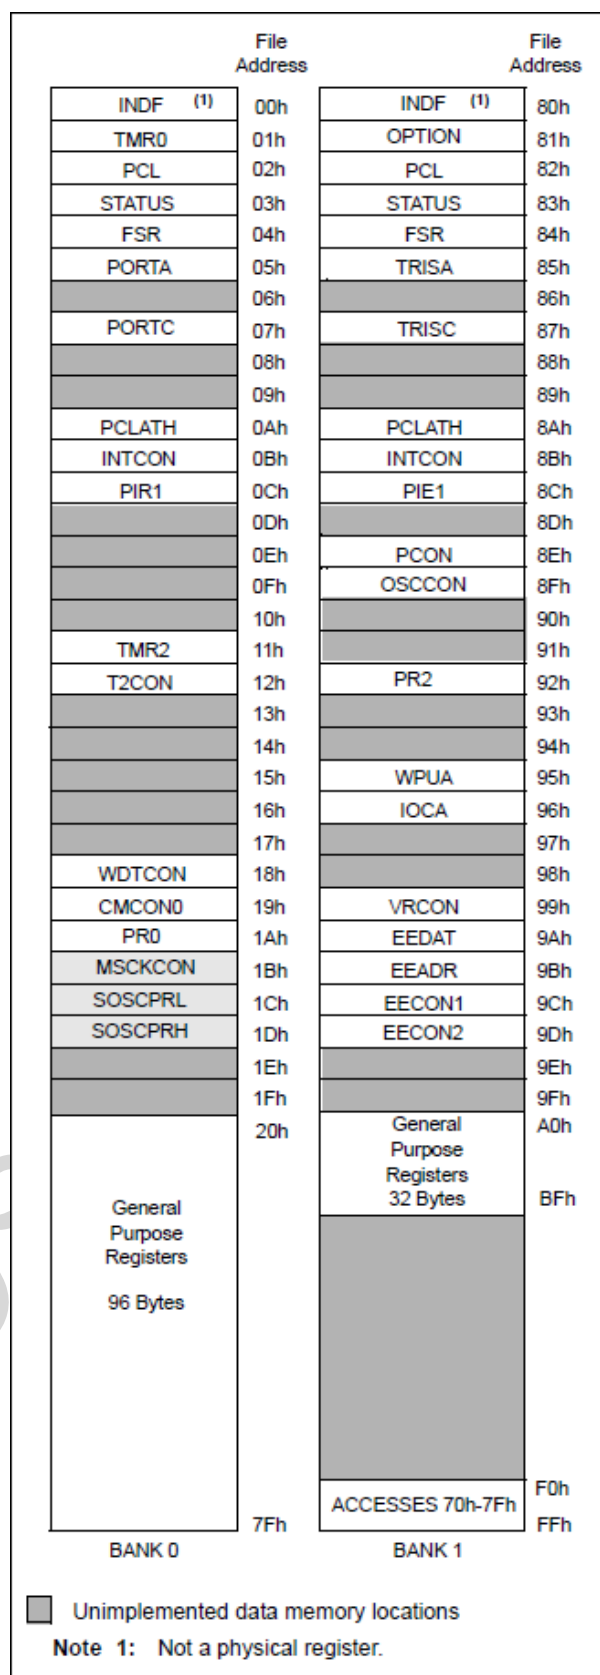 File Address File Address
INDF (1) 00h INDF (1) 80h
TMR0 01h OPTION 81h
PCL 02h PCL 82h
STATUS 03h STATUS 83h
FSR 04h FSR 84h
PORTA 05h TRISA 85h
06h 86h
PORTC 07h TRISC 87h
08h 88h
09h 89h
PCLATH 0Ah PCLATH 8Ah
INTCON 0Bh INTCON 8Bh
PIR1 0Ch PIE1 8Ch
0Dh 8Dh
0Eh PCON 8Eh
0Fh OSCCON 8Fh
10h 90h
TMR2 11h 91h
T2CON 12h PR2 92h
13h 93h
14h 94h
15h WPUA 95h
16h IOCA 96h
17h 97h
WDTCON 18h 98h
CMCON0 19h VRCON 99h
PR0 1Ah EEDAT 9Ah
MSCKCON 1Bh EEADR 9Bh
SOSCPRL 1Ch EECON1 9Ch
SOSCPRH 1Dh EECON2 9Dh
1Eh 9Eh
1Fh 9Fh
20h General A0h
Purpose
Registers
General 32 Bytes BFh
Purpose
Registers
96 Bytes
F0h
ACCESSES 70h-7Fh
7Fh FFh
BANK 0 BANK 1
Unimplemented data memory locations
Note 1: Not a physical register.